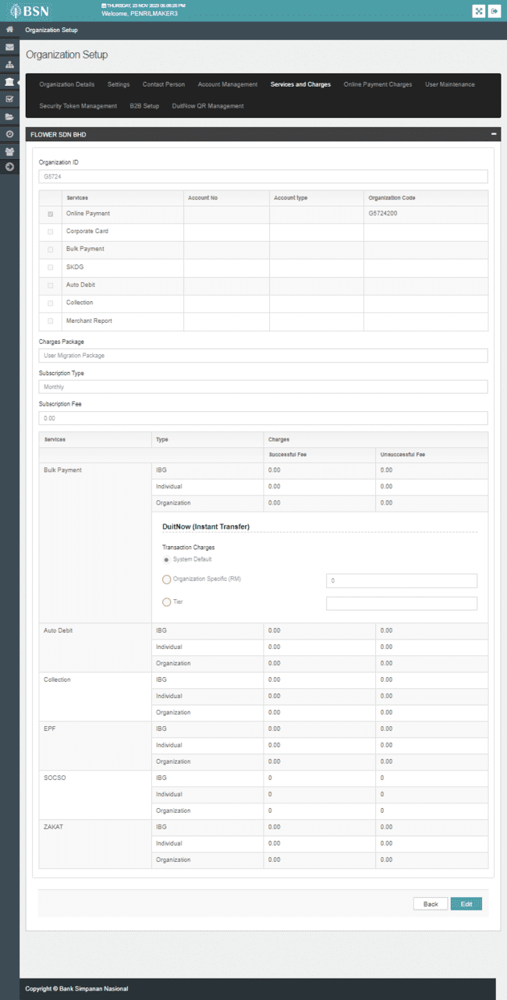 BSN
THURSDAY, 23 NOV 2023 05:09:25 PM
Welcome, PENRILMAKER3
Organization Setup
Organization Setup
Organization Details Settings Contact Person Account Management Services and Charges Online Payment Charges User Maintenance
Security Token Management B2B Setup DuitNow QR Management
FLOWER SDN BHD
Organization ID
G5724
Services Account No Account type Organization Code
Online Payment G5724200
Corporate Card
Bulk Payment
SKDG
Auto Debit
Collection
Merchant Report
Charges Package
User Migration Package
Subscription Type
Monthly
Subscription Fee
0.00
Services Type Charges
Successful Fee Unsuccessful Fee
Bulk Payment IBG 0.00 0.00
Individual 0.00 0.00
Organization 0.00 0.00
DuitNow (Instant Transfer)
Transaction Charges
System Default
Organization Specific (RM) 0
Tier
Auto Debit IBG 0.00 0.00
Individual 0.00 0.00
Organization 0.00 0.00
Collection IBG 0.00 0.00
Individual 0.00 0.00
Organization 0.00 0.00
EPF IBG 0.00 0.00
Individual 0.00 0.00
Organization 0.00 0.00
SOCSO IBG 0 0
Individual 0 0
Organization 0 0
ZAKAT IBG 0.00 0.00
Individual 0.00 0.00
Organization 0.00 0.00
Back Edit
Copyright © Bank Simpanan Nasional